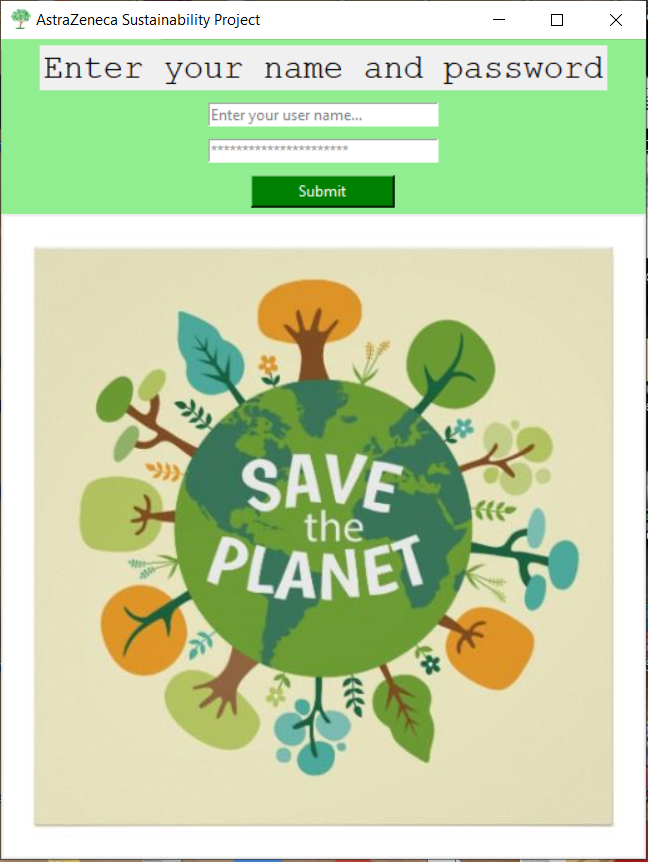 AstraZeneca Sustainability Project
Enter your name and password
Enter your user name...
**********************
Submit
SAVE
the
PLANET